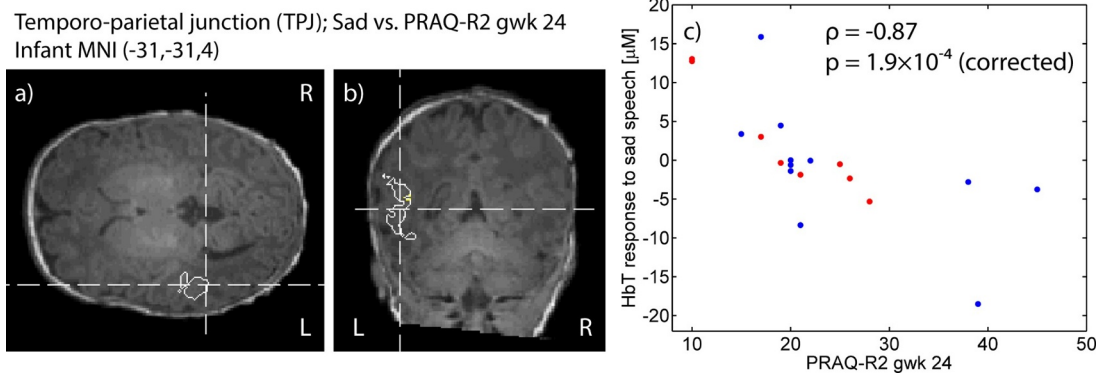 Temporo-parietal junction (TPJ); Sad vs. PRAQ-R2 gwk 24
Infant MNI (-31,-31,4)
a)
R
L
b)
L
R
c)
ρ = -0.87
p = 1.9×10⁻⁴ (corrected)
HbT response to sad speech [μM]
20
15
10
5
0
-5
-10
-15
-20
10
20
30
40
50
PRAQ-R2 gwk 24